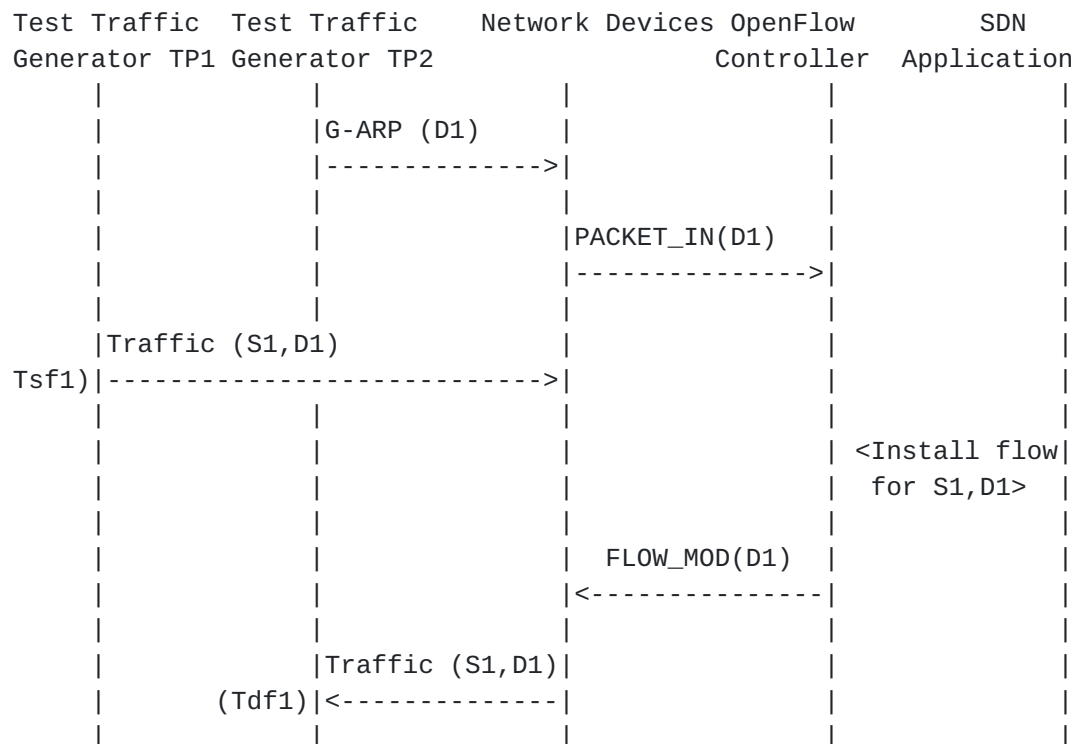 Test Traffic  Test Traffic    Network Devices OpenFlow        SDN
Generator TP1 Generator TP2                  Controller  Application
     |             |               |                |              |
     |             |G-ARP (D1)     |                |              |
     |             |-------------->|                |              |
     |             |               |                |              |
     |             |               |PACKET_IN(D1)   |              |
     |             |               |--------------->|              |
     |             |               |                |              |
     |Traffic (S1,D1)              |                |              |
Tsf1)|---------------------------->|                |              |
     |             |               |                |              |
     |             |               |                | <Install flow|
     |             |               |                |  for S1,D1>  |
     |             |               |                |              |
     |             |               |  FLOW_MOD(D1)  |              |
     |             |               |<---------------|              |
     |             |               |                |              |
     |             |Traffic (S1,D1)|                |              |
     |       (Tdf1)|<--------------|                |              |
     |             |               |                |              |